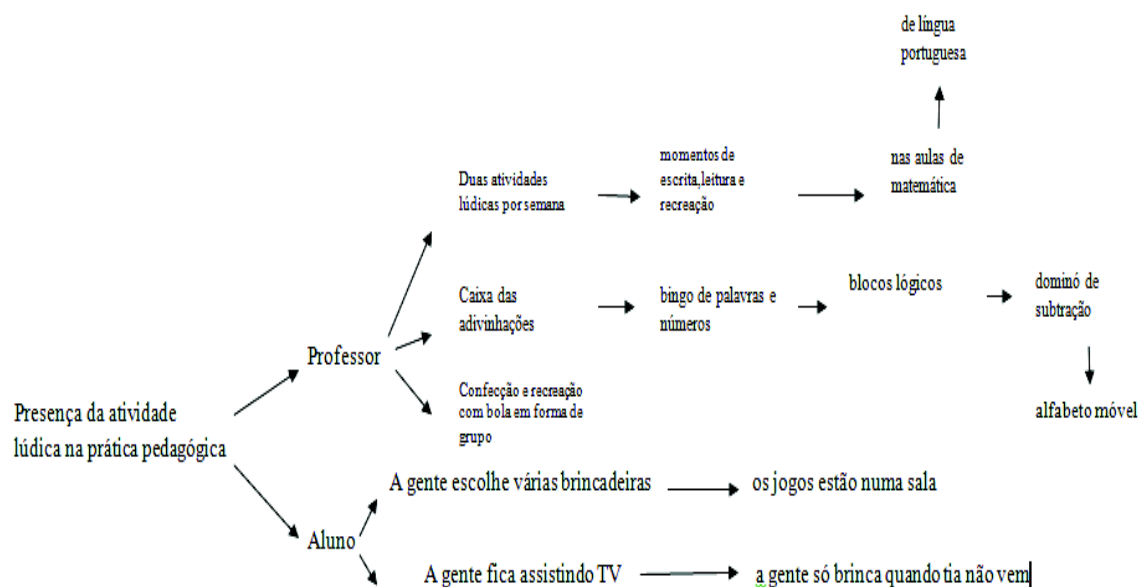 de língua
portuguesa
momentos de
escrita,leitura e
recreação
nas aulas de
matemática
Duas atividades
lúdicas por semana
Caixa das
adivinhações
bingo de palavras e
números
blocos lógicos
dominó de
subtração
Professor
Confecção e recreação
com bola em forma de
grupo
alfabeto móvel
Presença da atividade
lúdica na prática pedagógica
A gente escolhe várias brincadeiras
os jogos estão numa sala
Aluno
A gente fica assistindo TV
a gente só brinca quando tia não vem